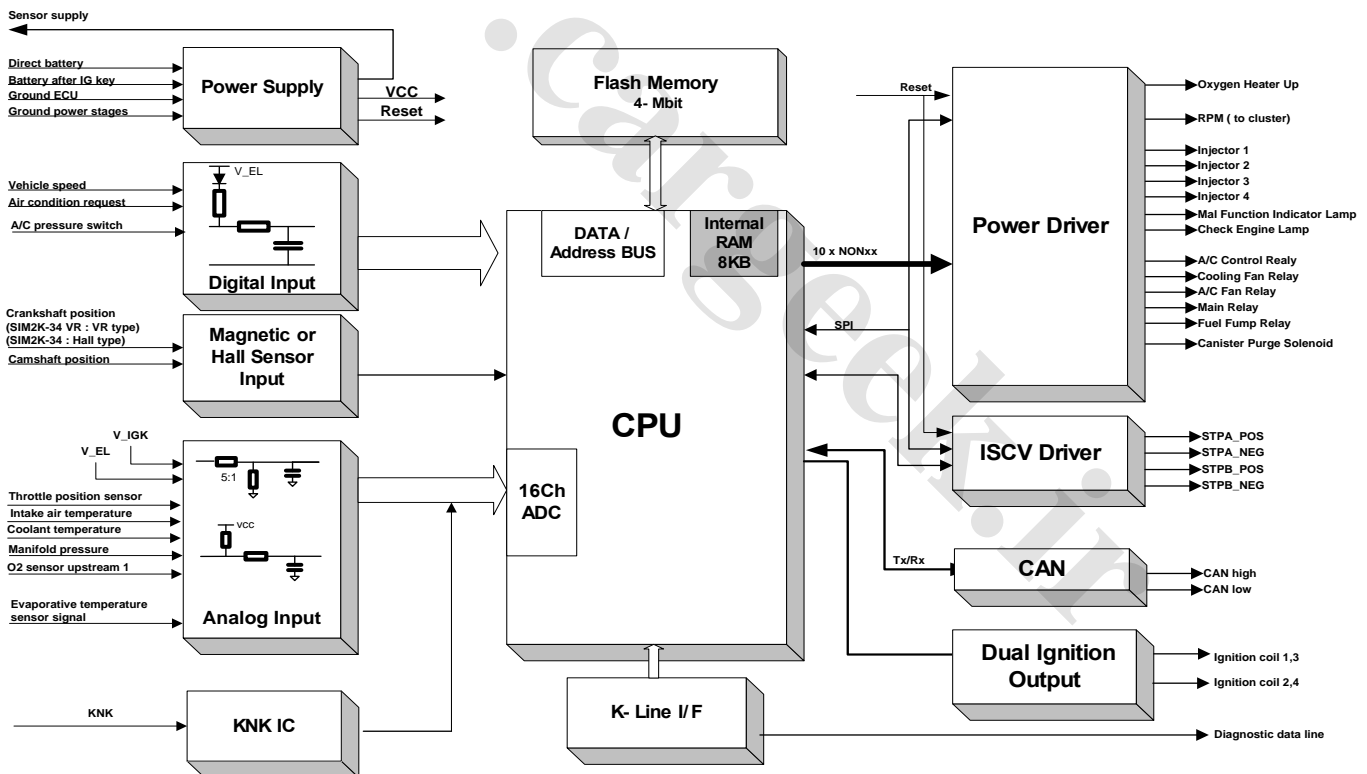 Sensor supply
Direct battery
Battery after IG key
Ground ECU
Ground power stages
Power Supply
VCC
Reset
Flash Memory
4- Mbit
Reset
Power Driver
Oxygen Heater Up
RPM ( to cluster)
Injector 1
Injector 2
Injector 3
Injector 4
Mal Function Indicator Lamp
Check Engine Lamp
A/C Control Realy
Cooling Fan Relay
A/C Fan Relay
Main Relay
Fuel Fump Relay
Canister Purge Solenoid
Vehicle speed
Air condition request
A/C pressure switch
V_EL
Digital Input
DATA /
Address BUS
Internal
RAM
8KB
10 x NONxx
SPI
Crankshaft position
(SIM2K-34 VR : VR type)
(SIM2K-34 : Hall type)
Camshaft position
Magnetic or
Hall Sensor
Input
CPU
ISCV Driver
STPA_POS
STPA_NEG
STPB_POS
STPB_NEG
V_IGK
V_EL
5:1
VCC
Throttle position sensor
Intake air temperature
Coolant temperature
Manifold pressure
O2 sensor upstream 1
Evaporative temperature
sensor signal
Analog Input
16Ch
ADC
Tx/Rx
CAN
CAN high
CAN low
Dual Ignition
Output
Ignition coil 1,3
Ignition coil 2,4
KNK
KNK IC
K- Line I/ F
Diagnostic data line
.cargeek.ir